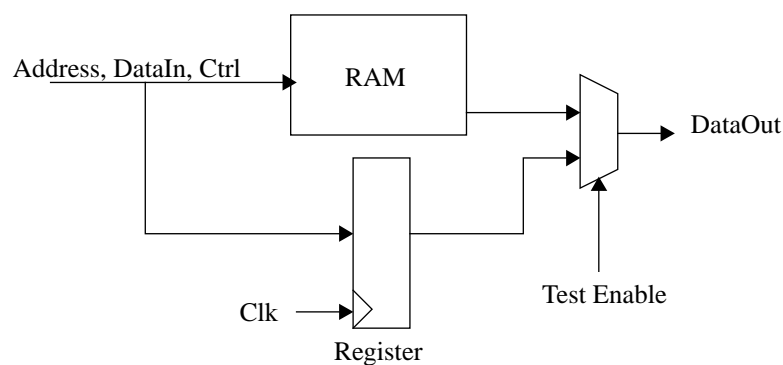 Address, DataIn, Ctrl
RAM
DataOut
Test Enable
Clk
Register